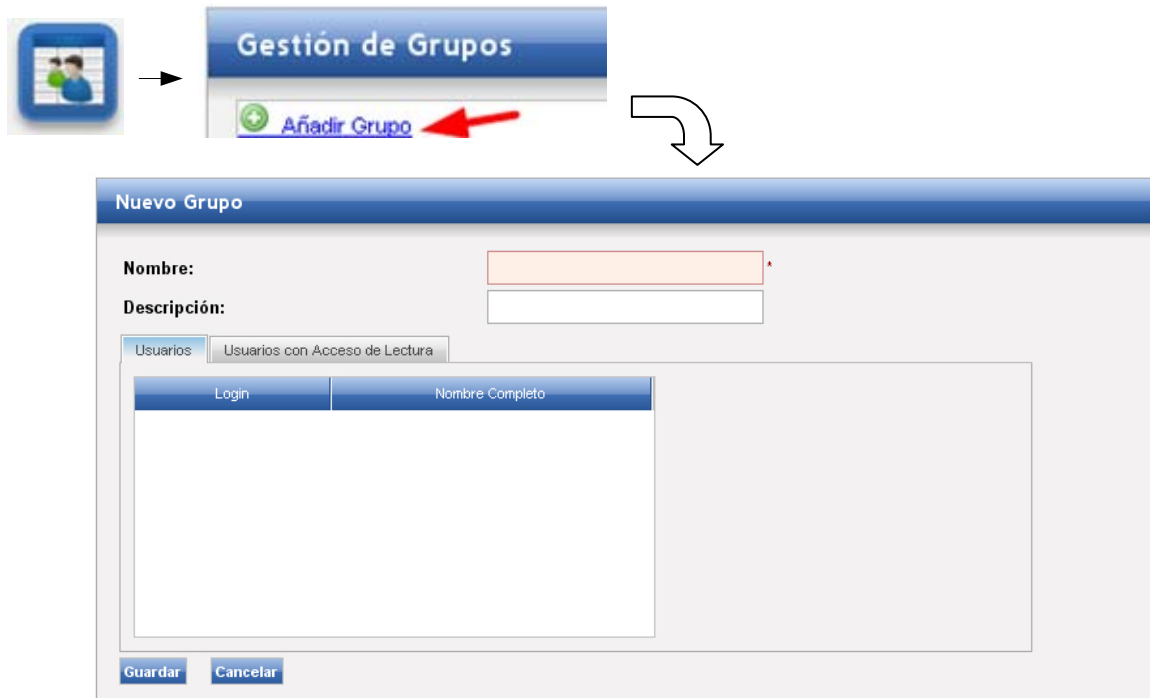 Gestión de Grupos
Añadir Grupo
Nuevo Grupo
Nombre: *
Descripción:
Usuarios Usuarios con Acceso de Lectura
Login Nombre Completo
Guardar Cancelar